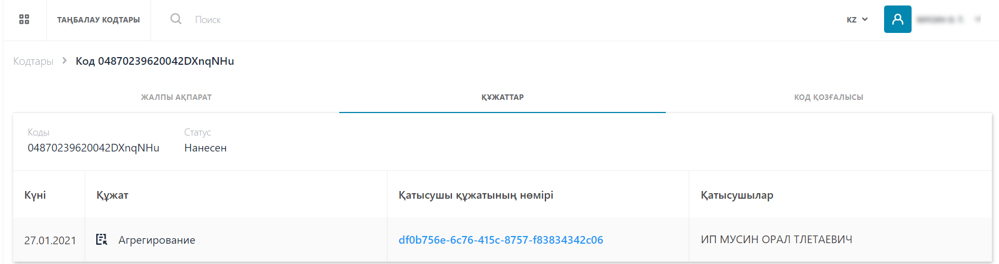 ТАҢБАЛАУ КОДТАРЫ Поиск KZ
Кодтары > Код 04870239620042DXnqNHu
ЖАЛПЫ АҚПАРАТ ҚҰЖАТТАР КОД ҚОЗҒАЛЫСЫ
Коды Статус
04870239620042DXnqNHu Нанесен
Күні Құжат Қатысушы құжатының нөмірі Қатысушылар
27.01.2021 Агрегирование df0b756e-6c76-415c-8757-f83834342c06 ИП МУСИН ОРАЛ ТЛЕТАЕВИЧ